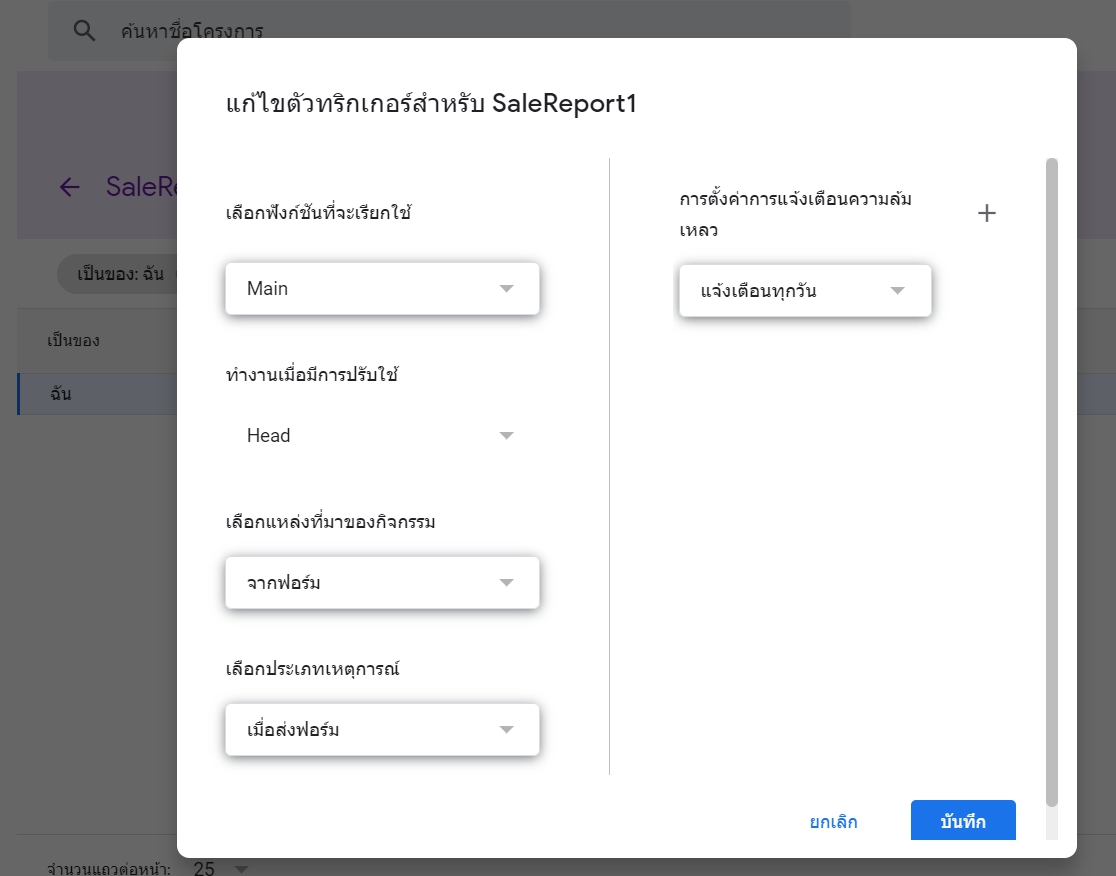 ค้นหาชื่อโครงการ
แก้ไขตัวทริกเกอร์สำหรับ SaleReport1
SaleRe
เลือกฟังก์ชันที่จะเรียกใช้
การตั้งค่าการแจ้งเตือนความล้ม
เหลว
เป็นของ: ฉัน
Main
แจ้งเตือนทุกวัน
เป็นของ
ทำงานเมื่อมีการปรับใช้
ฉัน
Head
เลือกแหล่งที่มาของกิจกรรม
จากฟอร์ม
เลือกประเภทเหตุการณ์
เมื่อส่งฟอร์ม
ยกเลิก
บันทึก
จำนวนแถวต่อหน้า: 25